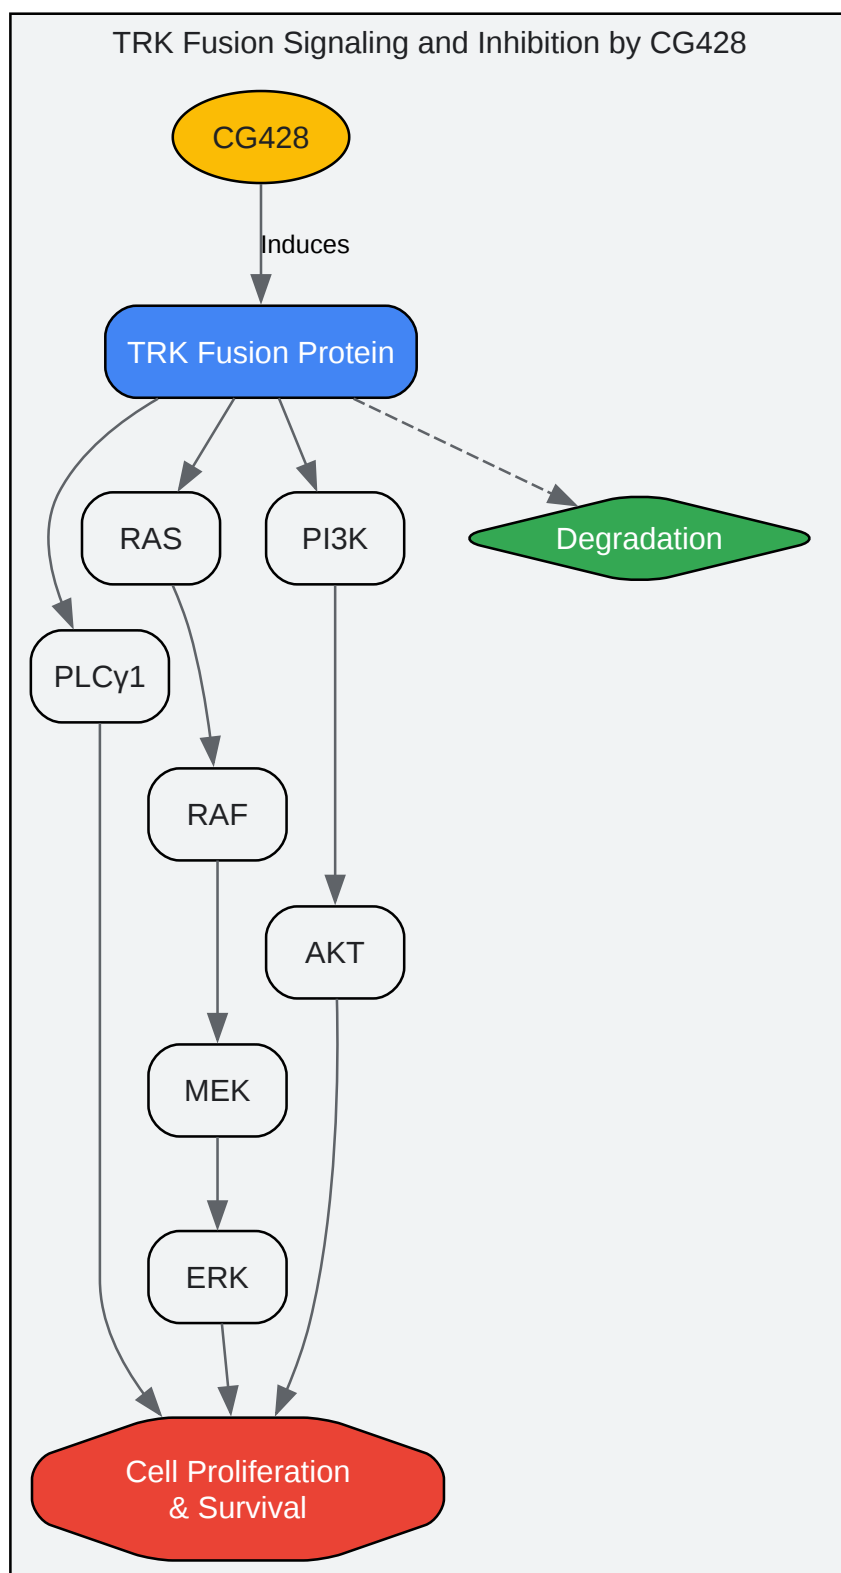 TRK Fusion Signaling and Inhibition by CG428
CG428
Induces
TRK Fusion Protein
RAS
PI3K
Degradation
PLCγ1
RAF
AKT
MEK
ERK
Cell Proliferation
& Survival